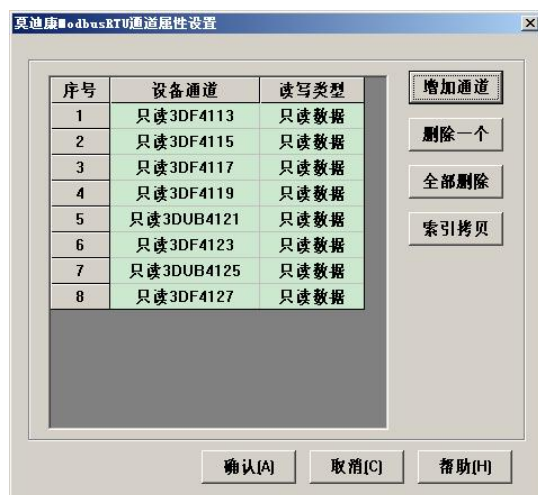 莫迪康ModbusRTU通道属性设置
序号 设备通道 读写类型
1 只读3DF4113 只读数据
2 只读3DF4115 只读数据
3 只读3DF4117 只读数据
4 只读3DF4119 只读数据
5 只读3DUB4121 只读数据
6 只读3DF4123 只读数据
7 只读3DUB4125 只读数据
8 只读3DF4127 只读数据
增加通道
删除一个
全部删除
索引拷贝
确认(A) 取消(C) 帮助(H)